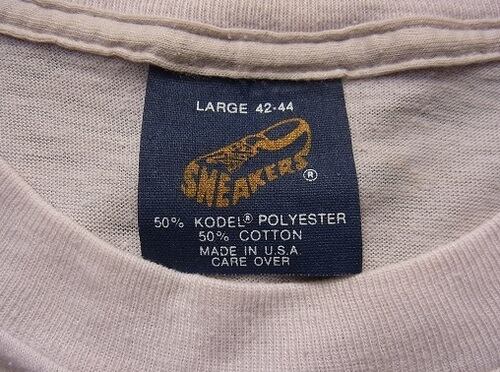 LARGE 42-44
SNEAKERS®
50% KODEL® POLYESTER
50% COTTON
MADE IN U.S.A.
CARE OVER